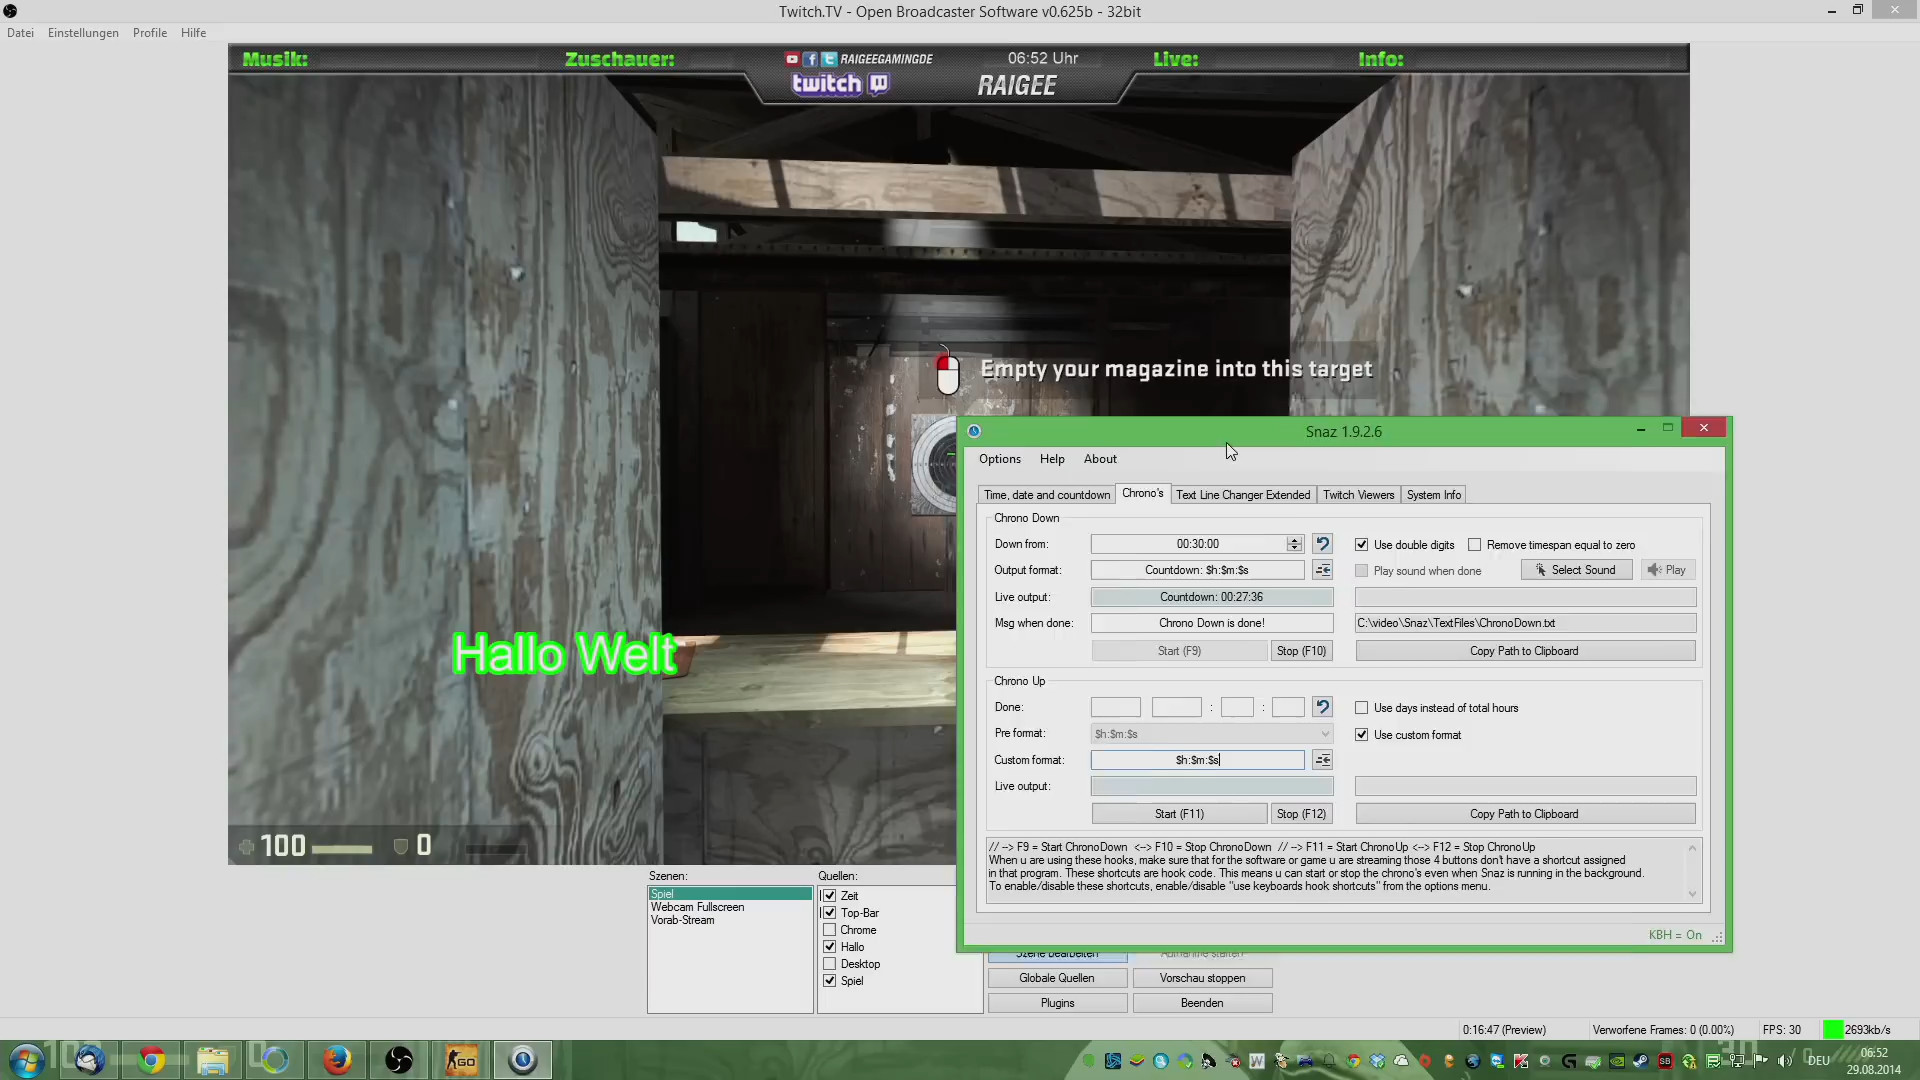 Twitch.TV - Open Broadcaster Software v0.625b - 32bit
Datei Einstellungen Profile Hilfe
Musik: Zuschauer: RAIGEEGAMINGDE 06:52 Uhr Live: Info:
twitch RAIGEE
Empty your magazine into this target
Hallo Welt
100 0
Snaz 1.9.2.6
Options Help About
Time, date and countdown Chrono's Text Line Changer Extended Twitch Viewers System Info
Chrono Down
Down from: 00:30:00 Use double digits Remove timespan equal to zero
Output format: Countdown: $h:$m:$s Play sound when done Select Sound Play
Live output: Countdown: 00:27:36
Msg when done: Chrono Down is done! C:\video\Snaz\TextFiles\ChronoDown.txt
Start (F9) Stop (F10) Copy Path to Clipboard
Chrono Up
Done: : : Use days instead of total hours
Pre format: $h:$m:$s Use custom format
Custom format: $h:$m:$s
Live output:
Start (F11) Stop (F12) Copy Path to Clipboard
// --> F9 = Start ChronoDown <--> F10 = Stop ChronoDown // --> F11 = Start ChronoUp <--> F12 = Stop ChronoUp
When u are using these hooks, make sure that for the software or game u are streaming those 4 buttons don't have a shortcut assigned
in that program. These shortcuts are hook code. This means u can start or stop the chrono's even when Snaz is running in the background.
To enable/disable these shortcuts, enable/disable "use keyboards hook shortcuts" from the options menu.
KBH = On
Szenen: Quellen:
Spiel
Webcam Fullscreen
Vorab-Stream
Zeit
Top-Bar
Chrome
Hallo
Desktop
Spiel
Szene bearbeiten Aufnahme starten
Globale Quellen Vorschau stoppen
Plugins Beenden
0:16:47 (Preview) Verworfene Frames: 0 (0.00%) FPS: 30 2693kb/s
DEU 06:52
29.08.2014